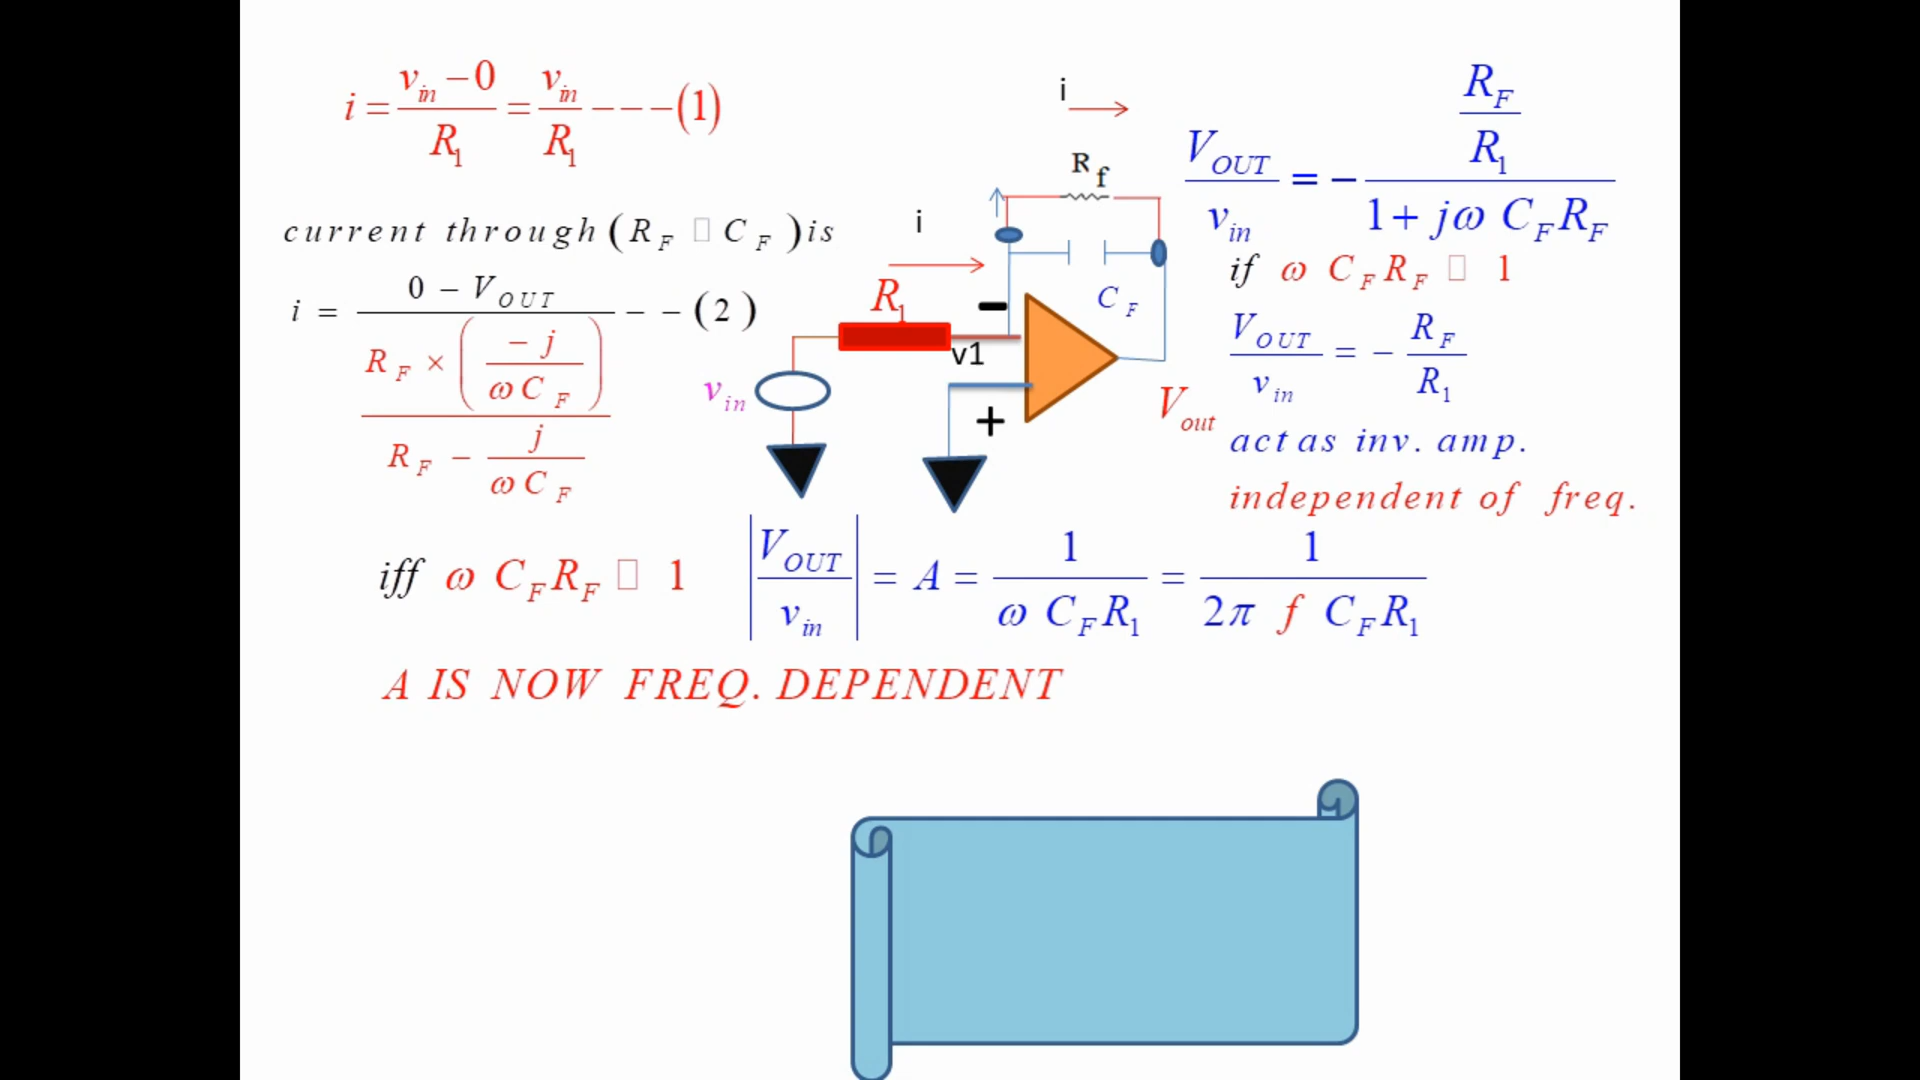 i = (v_in − 0)/R_1 = v_in/R_1 − − −(1)
current through (R_F □ C_F) is
i = (0 − V_OUT)/((R_F × (−j/(ω C_F)))/(R_F − j/(ω C_F))) − − (2)
i
R_f
i
R_1
−
C_F
v1
v_in
+
V_out
V_OUT/v_in = − (R_F/R_1)/(1 + jω C_F R_F)
if ω C_F R_F □ 1
V_OUT/v_in = − R_F/R_1
act as inv. amp.
independent of freq.
iff ω C_F R_F □ 1
|V_OUT/v_in| = A = 1/(ω C_F R_1) = 1/(2π f C_F R_1)
A IS NOW FREQ. DEPENDENT